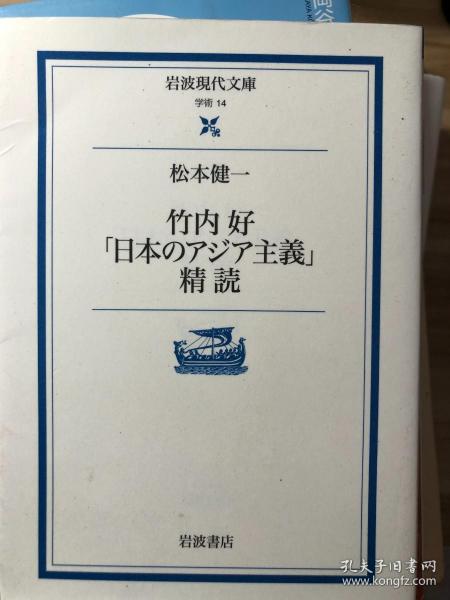 岩波現代文庫
学術 14
松本健一
竹内 好
「日本のアジア主義」
精読
岩波書店
孔夫子旧书网
www.kongfz.com